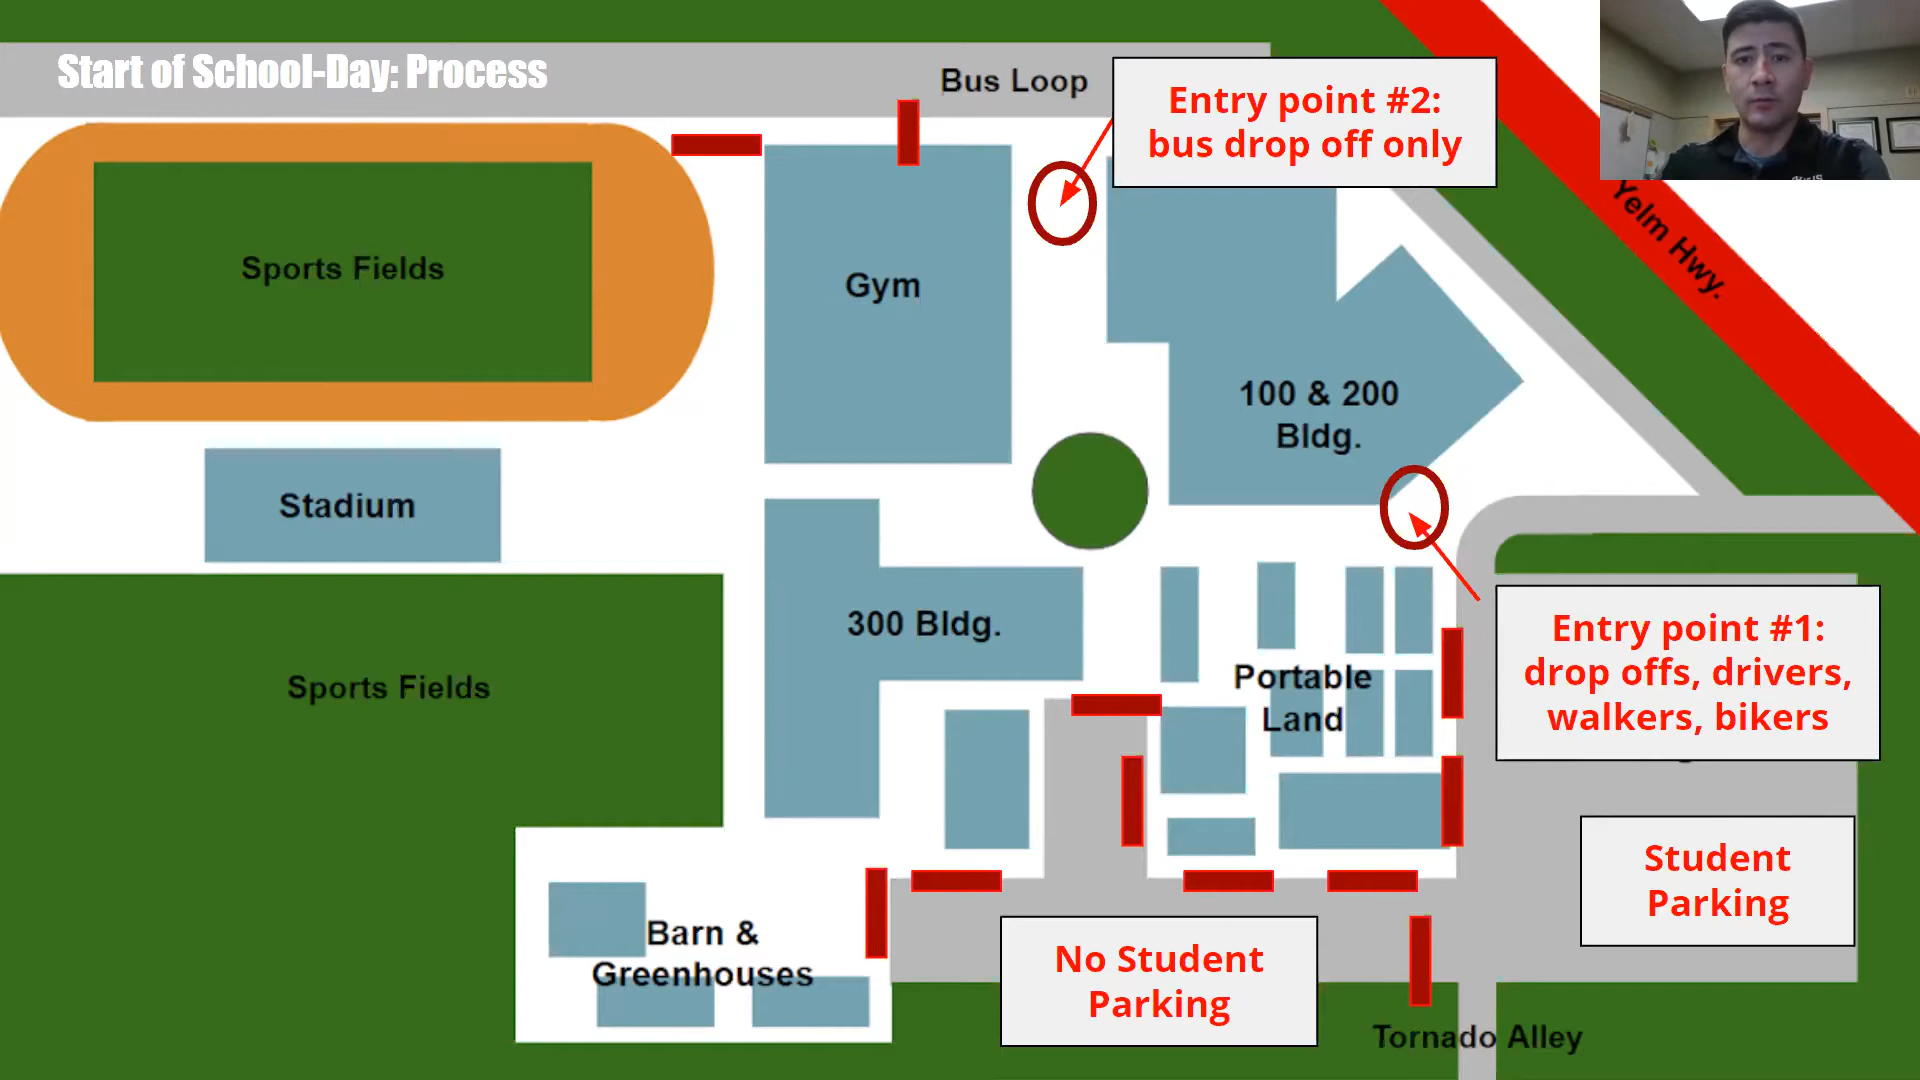 Start of School-Day: Process
Bus Loop
Entry point #2:
bus drop off only
Yelm Hwy.
Sports Fields
Gym
100 & 200
Bldg.
Stadium
300 Bldg.
Entry point #1:
drop offs, drivers,
walkers, bikers
Portable
Land
Sports Fields
Student
Parking
Barn &
Greenhouses
No Student
Parking
Tornado Alley